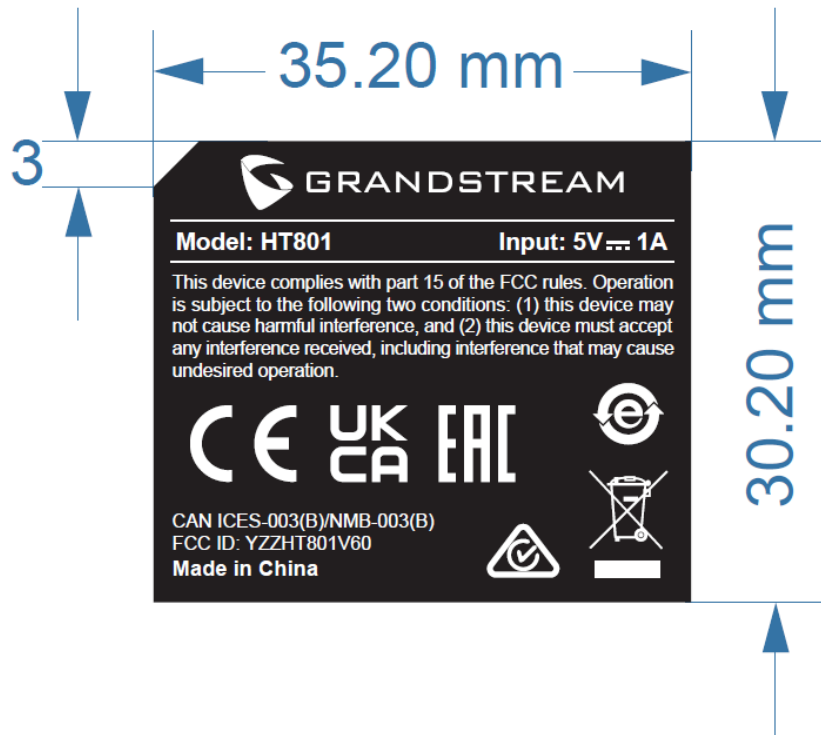 35.20 mm
3
GRANDSTREAM
Model: HT801 Input: 5V⎓1A
This device complies with part 15 of the FCC rules. Operation
is subject to the following two conditions: (1) this device may
not cause harmful interference, and (2) this device must accept
any interference received, including interference that may cause
undesired operation.
CE UKCA EAC
30.20 mm
CAN ICES-003(B)/NMB-003(B)
FCC ID: YZZHT801V60
Made in China